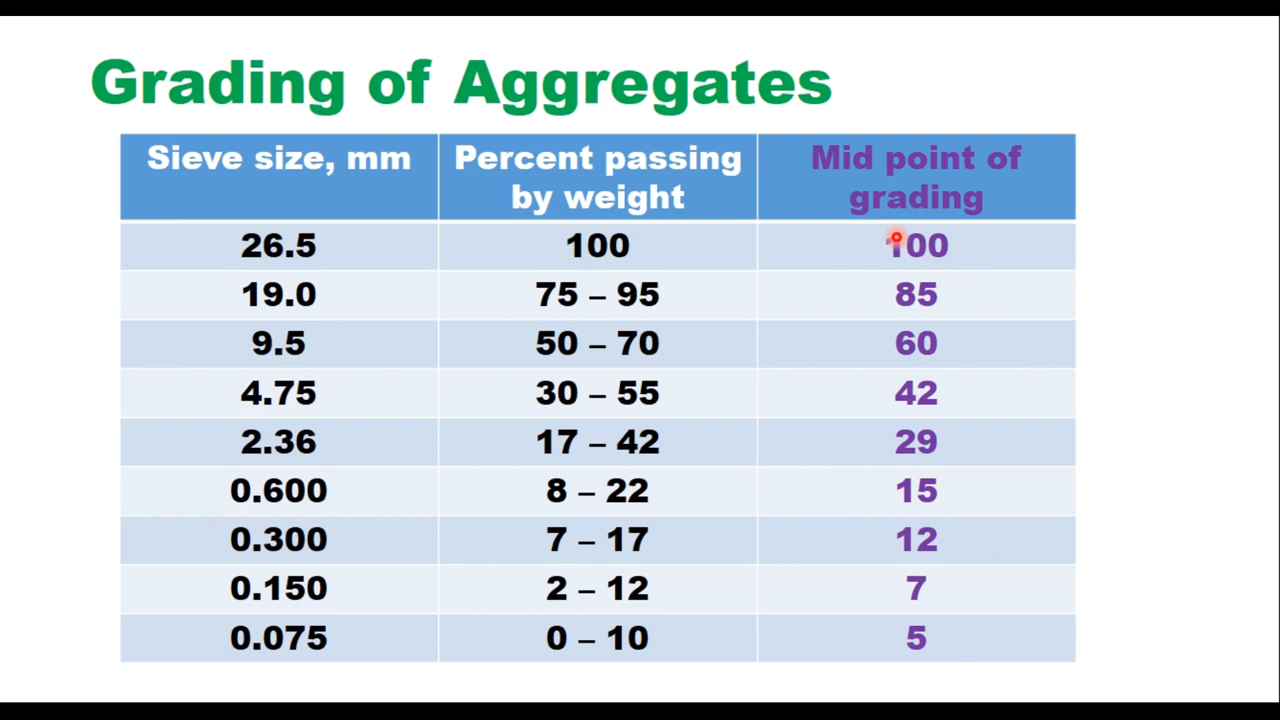 Grading of Aggregates
Sieve size, mm Percent passing by weight Mid point of grading
26.5 100 100
19.0 75 – 95 85
9.5 50 – 70 60
4.75 30 – 55 42
2.36 17 – 42 29
0.600 8 – 22 15
0.300 7 – 17 12
0.150 2 – 12 7
0.075 0 – 10 5